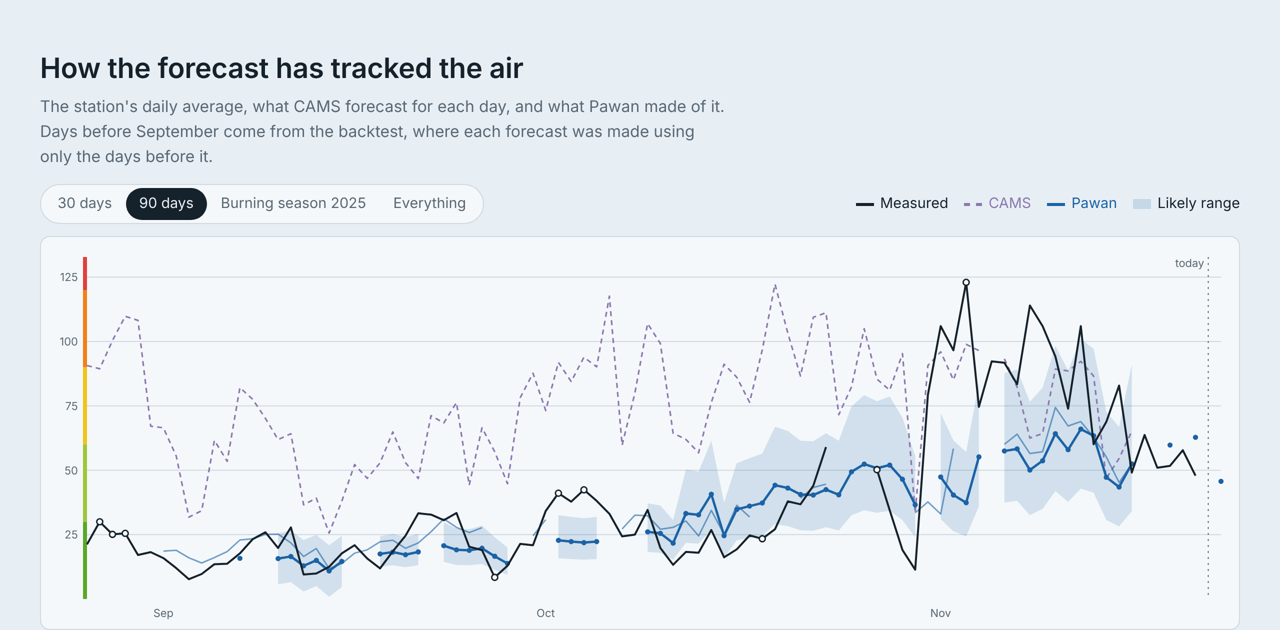 How the forecast has tracked the air
The station's daily average, what CAMS forecast for each day, and what Pawan made of it.
Days before September come from the backtest, where each forecast was made using
only the days before it.
30 days 90 days Burning season 2025 Everything
Measured CAMS Pawan Likely range
today
125
100
75
50
25
Sep Oct Nov